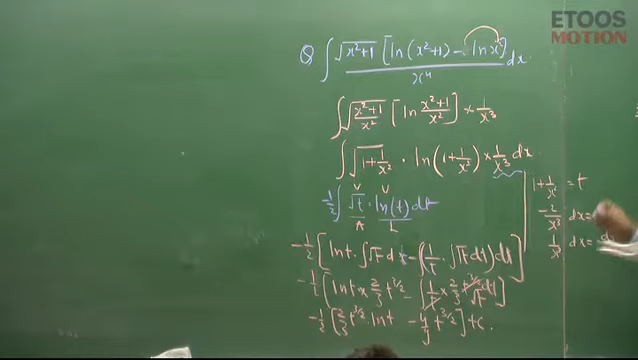 ETOOS
MOTION
Q ∫ √(x²+1) [ln(x²+1) - ln x²] / x⁴ dx
∫ √((x²+1)/x²) [ln (x²+1)/x²] × 1/x³
∫ √(1+1/x²) · ln(1+1/x²) × 1/x³ dx
1+1/x² = t
-2/x³ dx =
1/x³ dx =
-1/2 ∫ √t · ln(t) dt
A L
-1/2 [ln t · ∫√t dt - ∫(1/t · ∫√t dt) dt]
-1/2 [ln t × 2/3 t^(3/2) - ∫ 1/t × 2/3 t^(3/2) dt]
√t
-1/2 [2/3 t^(3/2) · ln t - 4/9 t^(3/2)] + c.